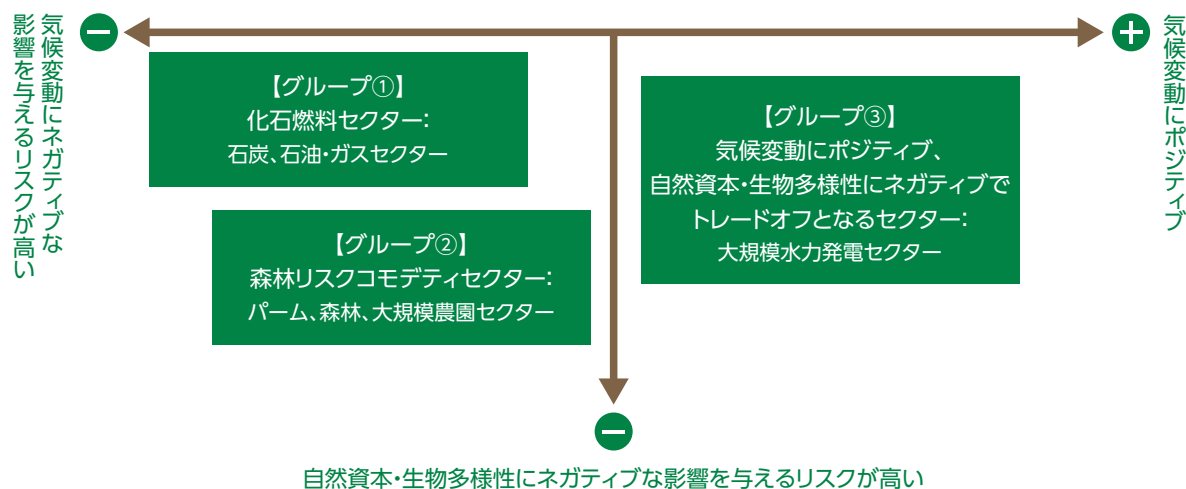 気候変動にネガティブな
影響を与えるリスクが高い
気候変動にポジティブ
【グループ①】
化石燃料セクター：
石炭、石油・ガスセクター
【グループ②】
森林リスクコモデティセクター：
パーム、森林、大規模農園セクター
【グループ③】
気候変動にポジティブ、
自然資本・生物多様性にネガティブで
トレードオフとなるセクター：
大規模水力発電セクター
自然資本・生物多様性にネガティブな影響を与えるリスクが高い